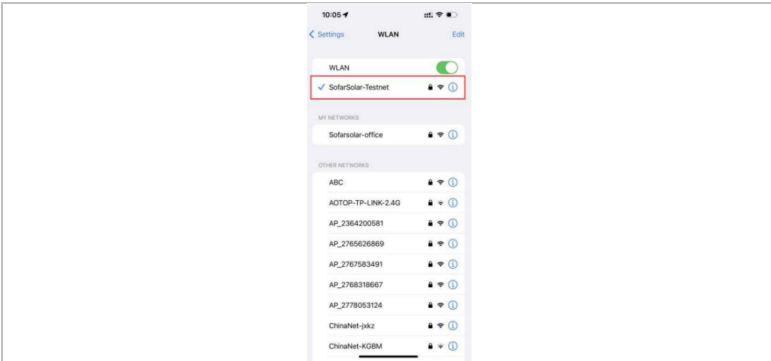 10:05
Settings WLAN Edit
WLAN
SofarSolar-Testnet
MY NETWORKS
Sofarsolar-office
OTHER NETWORKS
ABC
AOTOP-TP-LINK-2.4G
AP_2364200581
AP_2765626869
AP_2767583491
AP_2768318667
AP_2778053124
ChinaNet-jxkz
ChinaNet-KGBM